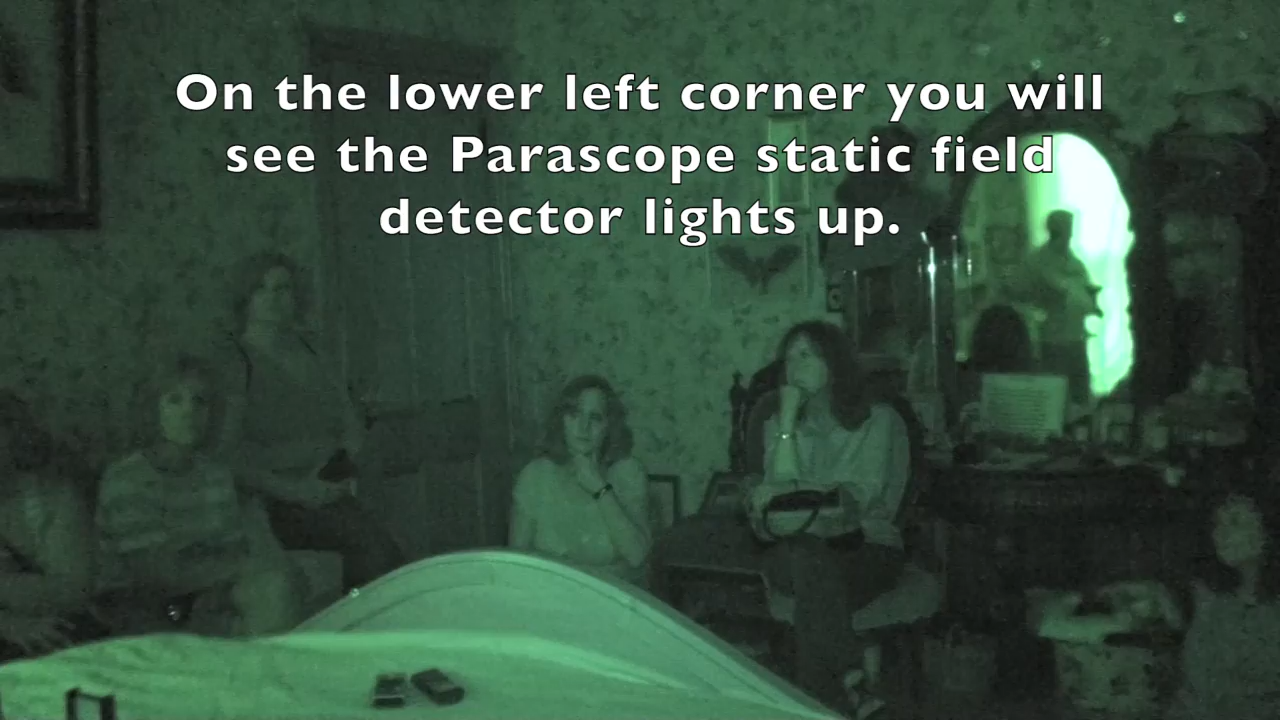 On the lower left corner you will
see the Parascope static field
detector lights up.